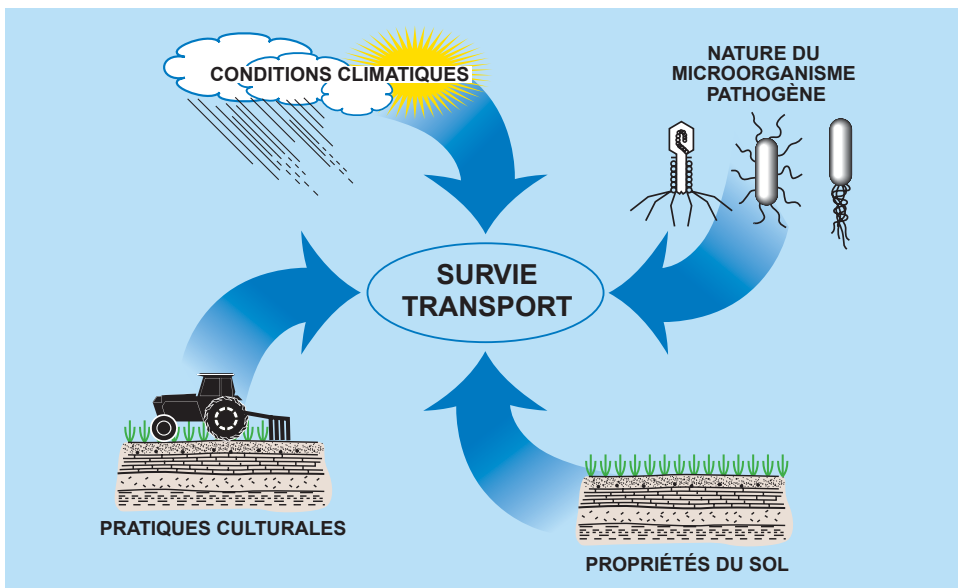 CONDITIONS CLIMATIQUES
NATURE DU
MICROORGANISME
PATHOGÈNE
SURVIE
TRANSPORT
PRATIQUES CULTURALES
PROPRIÉTÉS DU SOL